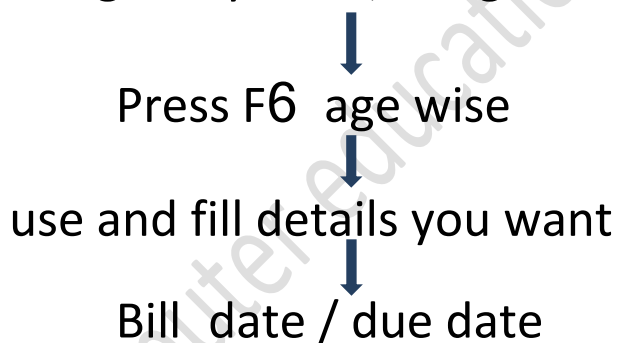 Press F6 age wise
use and fill details you want
Bill date / due date